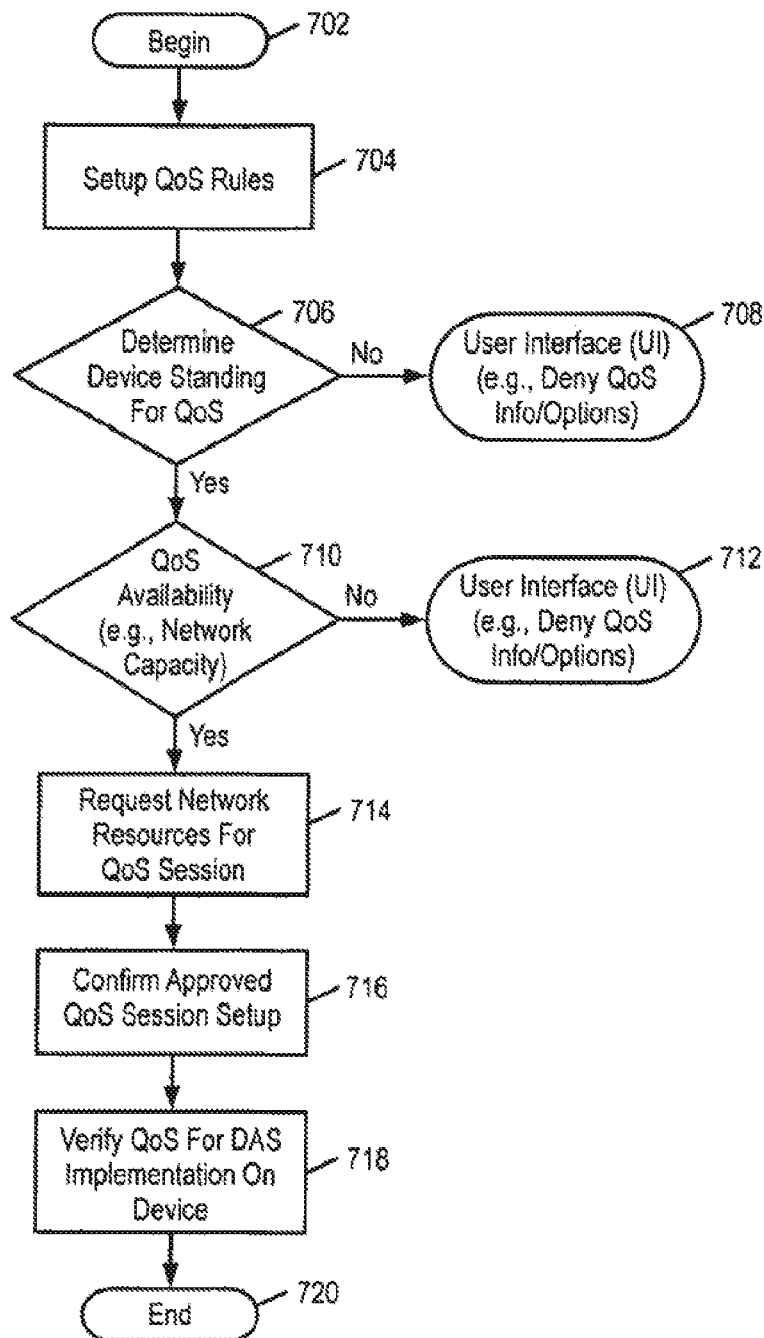 Begin
702
Setup QoS Rules
704
706
Determine
Device Standing
For QoS
No
708
User Interface (UI)
(e.g., Deny QoS
Info/Options)
Yes
710
QoS
Availability
(e.g., Network
Capacity)
No
712
User Interface (UI)
(e.g., Deny QoS
Info/Options)
Yes
Request Network
Resources For
QoS Session
714
Confirm Approved
QoS Session Setup
716
Verify QoS For DAS
Implementation On
Device
718
End
720